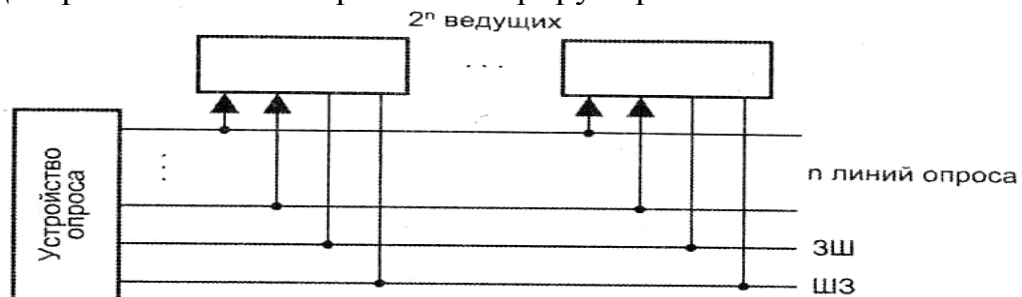 2ⁿ ведущих
. . .
Устройство
опроса
n линий опроса
ЗШ
ШЗ